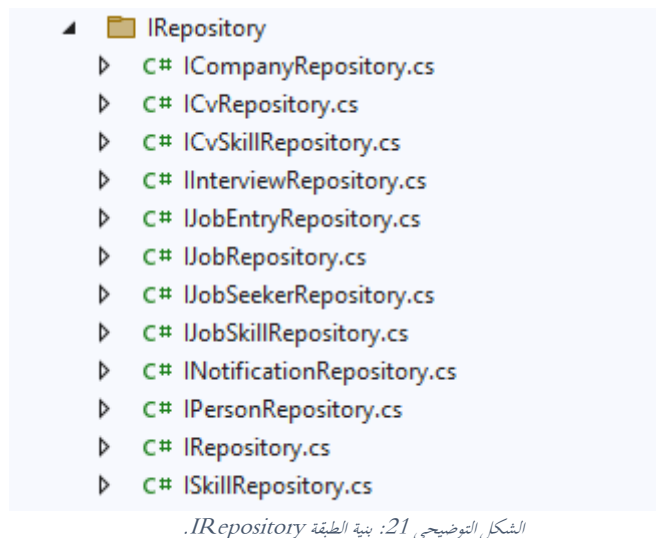 IRepository
C# ICompanyRepository.cs
C# ICvRepository.cs
C# ICvSkillRepository.cs
C# IInterviewRepository.cs
C# IJobEntryRepository.cs
C# IJobRepository.cs
C# IJobSeekerRepository.cs
C# IJobSkillRepository.cs
C# INotificationRepository.cs
C# IPersonRepository.cs
C# IRepository.cs
C# ISkillRepository.cs
الشكل التوضيحي 21: بنية الطبقة IRepository.